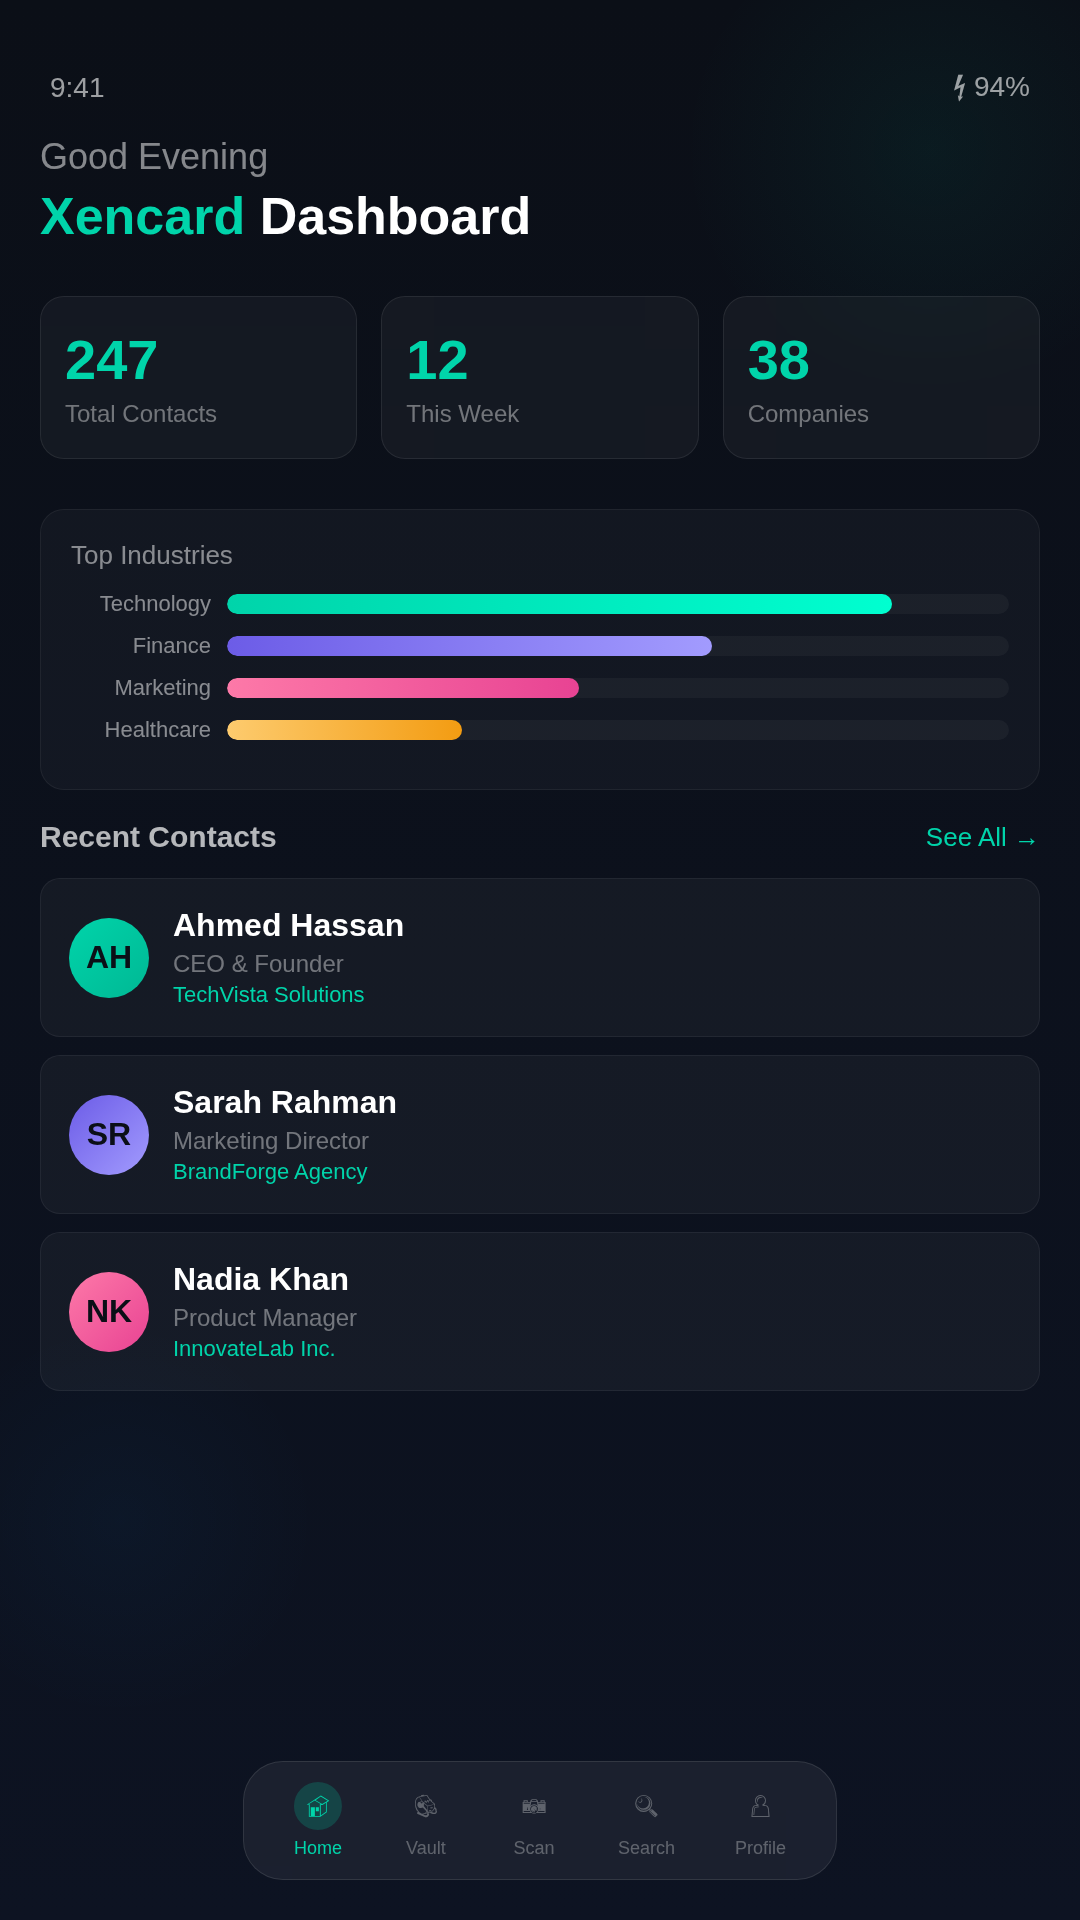 9:41
94%
Good Evening
Xencard Dashboard
247
Total Contacts
12
This Week
38
Companies
Top Industries
Technology
Finance
Marketing
Healthcare
Recent Contacts
See All →
AH
Ahmed Hassan
CEO & Founder
TechVista Solutions
SR
Sarah Rahman
Marketing Director
BrandForge Agency
NK
Nadia Khan
Product Manager
InnovateLab Inc.
Home
Vault
Scan
Search
Profile